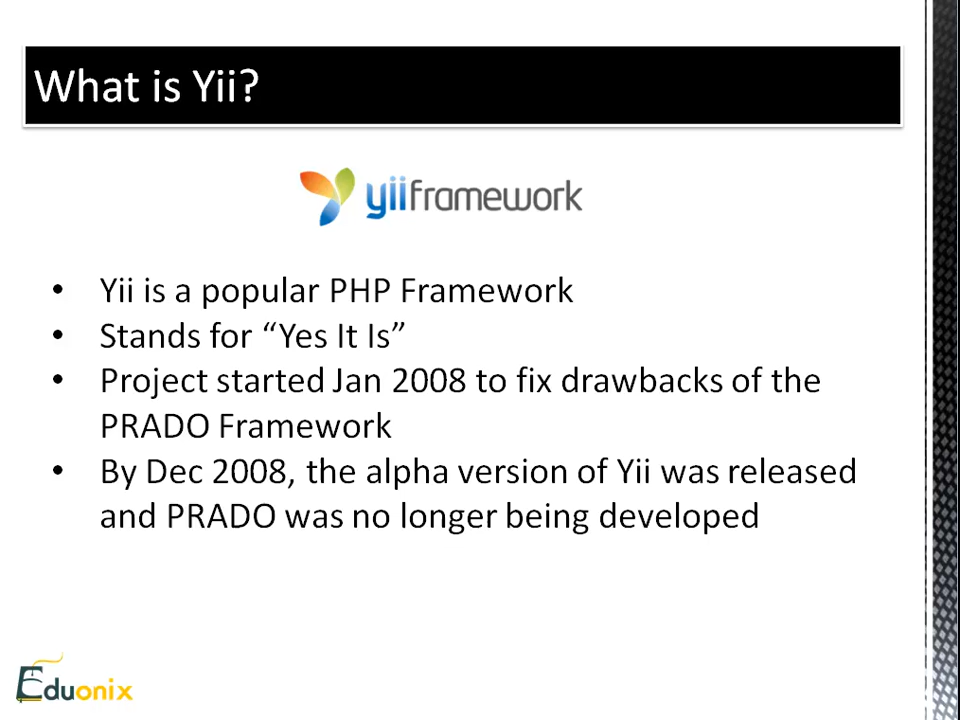 What is Yii?
yiiframework
• Yii is a popular PHP Framework
• Stands for “Yes It Is”
• Project started Jan 2008 to fix drawbacks of the
PRADO Framework
• By Dec 2008, the alpha version of Yii was released
and PRADO was no longer being developed
Eduonix